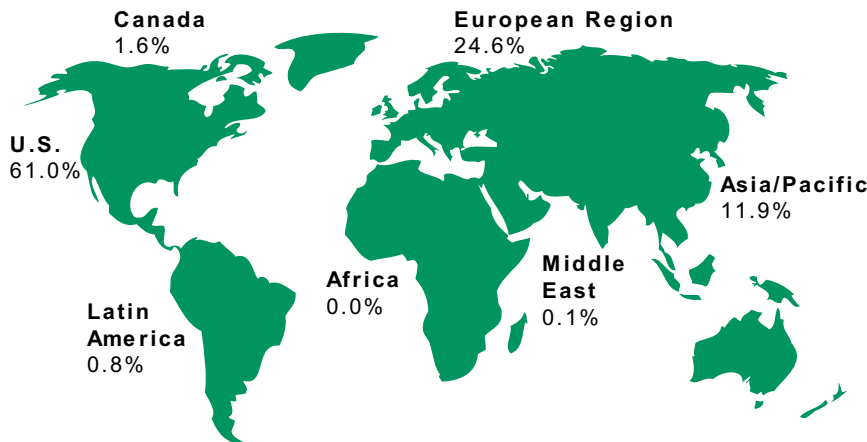 Canada
1.6%
European Region
24.6%
U.S.
61.0%
Asia/Pacific
11.9%
Africa
0.0%
Middle
East
0.1%
Latin
America
0.8%